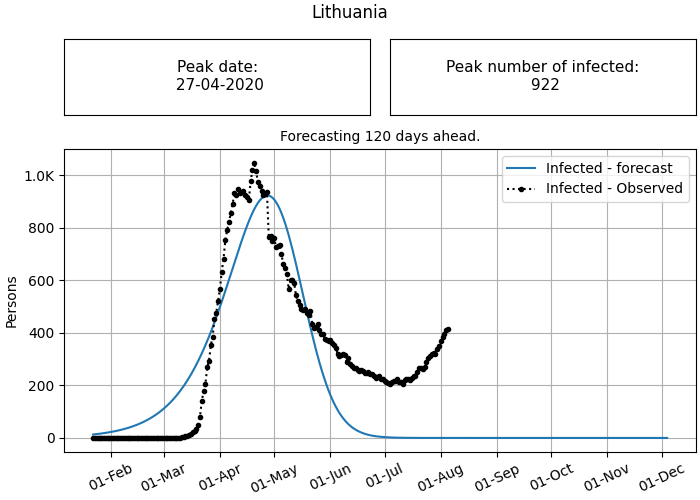 Lithuania
Peak date:
27-04-2020
Peak number of infected:
922
Forecasting 120 days ahead.
Infected - forecast
Infected - Observed
1.0K
800
600
400
200
0
Persons
01-Feb
01-Mar
01-Apr
01-May
01-Jun
01-Jul
01-Aug
01-Sep
01-Oct
01-Nov
01-Dec